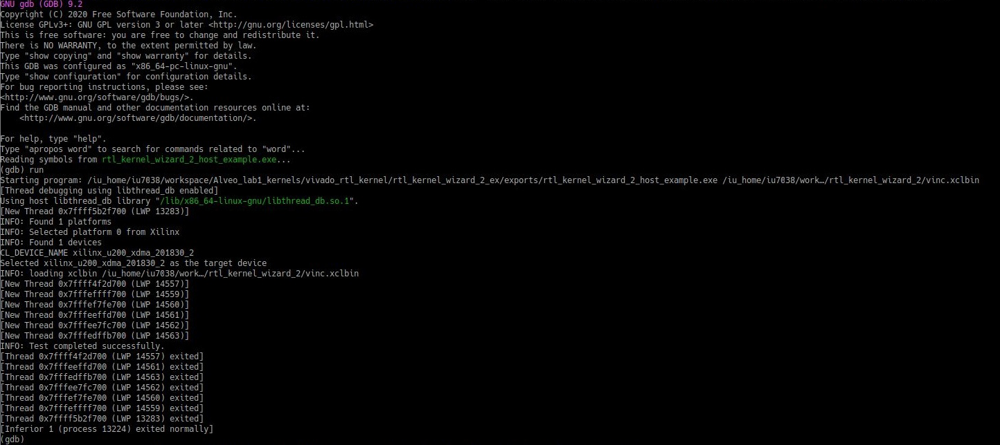 GNU gdb (GDB) 9.2
Copyright (C) 2020 Free Software Foundation, Inc.
License GPLv3+: GNU GPL version 3 or later <http://gnu.org/licenses/gpl.html>
This is free software: you are free to change and redistribute it.
There is NO WARRANTY, to the extent permitted by law.
Type "show copying" and "show warranty" for details.
This GDB was configured as "x86_64-pc-linux-gnu".
Type "show configuration" for configuration details.
For bug reporting instructions, please see:
<http://www.gnu.org/software/gdb/bugs/>.
Find the GDB manual and other documentation resources online at:
    <http://www.gnu.org/software/gdb/documentation/>.

For help, type "help".
Type "apropos word" to search for commands related to "word"...
Reading symbols from rtl_kernel_wizard_2_host_example.exe...
(gdb) run
Starting program: /iu_home/iu7038/workspace/Alveo_lab1_kernels/vivado_rtl_kernel/rtl_kernel_wizard_2_ex/exports/rtl_kernel_wizard_2_host_example.exe /iu_home/iu7038/work…/rtl_kernel_wizard_2/vinc.xclbin
[Thread debugging using libthread_db enabled]
Using host libthread_db library "/lib/x86_64-linux-gnu/libthread_db.so.1".
[New Thread 0x7ffff5b2f700 (LWP 13283)]
INFO: Found 1 platforms
INFO: Selected platform 0 from Xilinx
INFO: Found 1 devices
CL_DEVICE_NAME xilinx_u200_xdma_201830_2
Selected xilinx_u200_xdma_201830_2 as the target device
INFO: loading xclbin /iu_home/iu7038/work…/rtl_kernel_wizard_2/vinc.xclbin
[New Thread 0x7ffff4f2d700 (LWP 14557)]
[New Thread 0x7fffeffff700 (LWP 14559)]
[New Thread 0x7fffef7fe700 (LWP 14560)]
[New Thread 0x7fffeeffd700 (LWP 14561)]
[New Thread 0x7fffee7fc700 (LWP 14562)]
[New Thread 0x7fffedffb700 (LWP 14563)]
INFO: Test completed successfully.
[Thread 0x7ffff4f2d700 (LWP 14557) exited]
[Thread 0x7fffeeffd700 (LWP 14561) exited]
[Thread 0x7fffedffb700 (LWP 14563) exited]
[Thread 0x7fffee7fc700 (LWP 14562) exited]
[Thread 0x7fffef7fe700 (LWP 14560) exited]
[Thread 0x7fffeffff700 (LWP 14559) exited]
[Thread 0x7ffff5b2f700 (LWP 13283) exited]
[Inferior 1 (process 13224) exited normally]
(gdb)